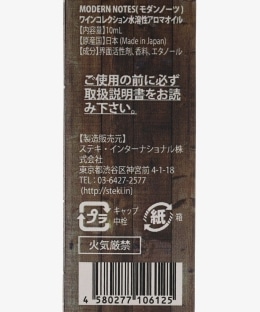 MODERN NOTES(モダンノーツ)
ワインコレクション水溶性アロマオイル
【内容量】10mL
【原産国】日本 (Made in Japan)
【成分】界面活性剤、香料、エタノール
ご使用の前に必ず
取扱説明書をお読
み下さい。
【製造販売元】
ステキ・インターナショナル株
式会社
東京都渋谷区神宮前 4-1-18
TEL: 03-6427-2577
(http://steki.in)
プラ
キャップ
中栓
紙
箱
火気厳禁
4 580277 106125